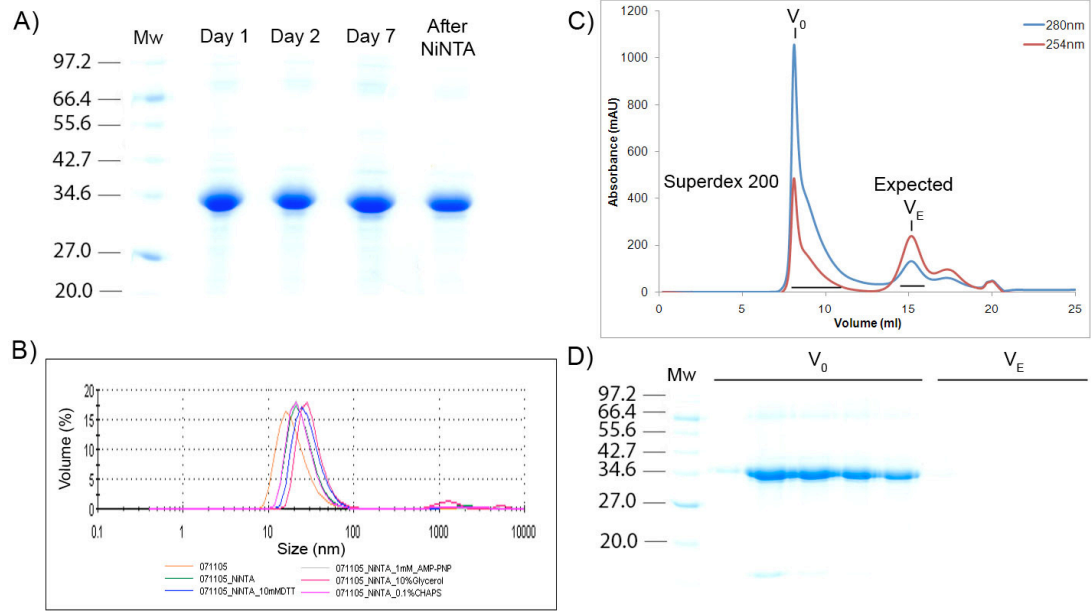 A)
Mw
Day 1
Day 2
Day 7
After
NiNTA
97.2
66.4
55.6
42.7
34.6
27.0
20.0
B)
Volume (%)
20
15
10
5
0
0.1
1
10
100
1000
10000
Size (nm)
071105
071105_NiNTA
071105_NiNTA_10mMDTT
071105_NiNTA_1mM_AMP-PNP
071105_NiNTA_10%Glycerol
071105_NiNTA_0.1%CHAPS
C)
V0
280nm
254nm
Absorbance (mAU)
1200
1000
800
600
400
200
0
Superdex 200
Expected
VE
0
5
10
15
20
25
Volume (ml)
D)
Mw
V0
VE
97.2
66.4
55.6
42.7
34.6
27.0
20.0